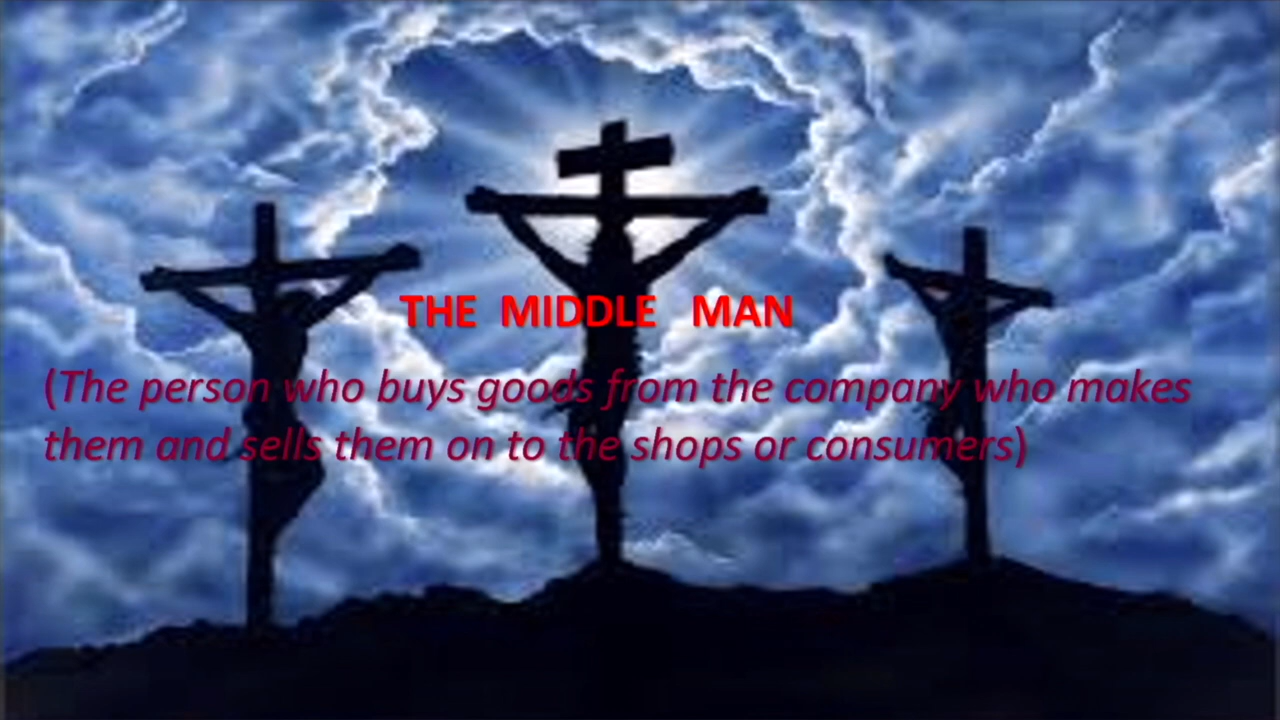 THE MIDDLE MAN
(The person who buys goods from the company who makes
them and sells them on to the shops or consumers)